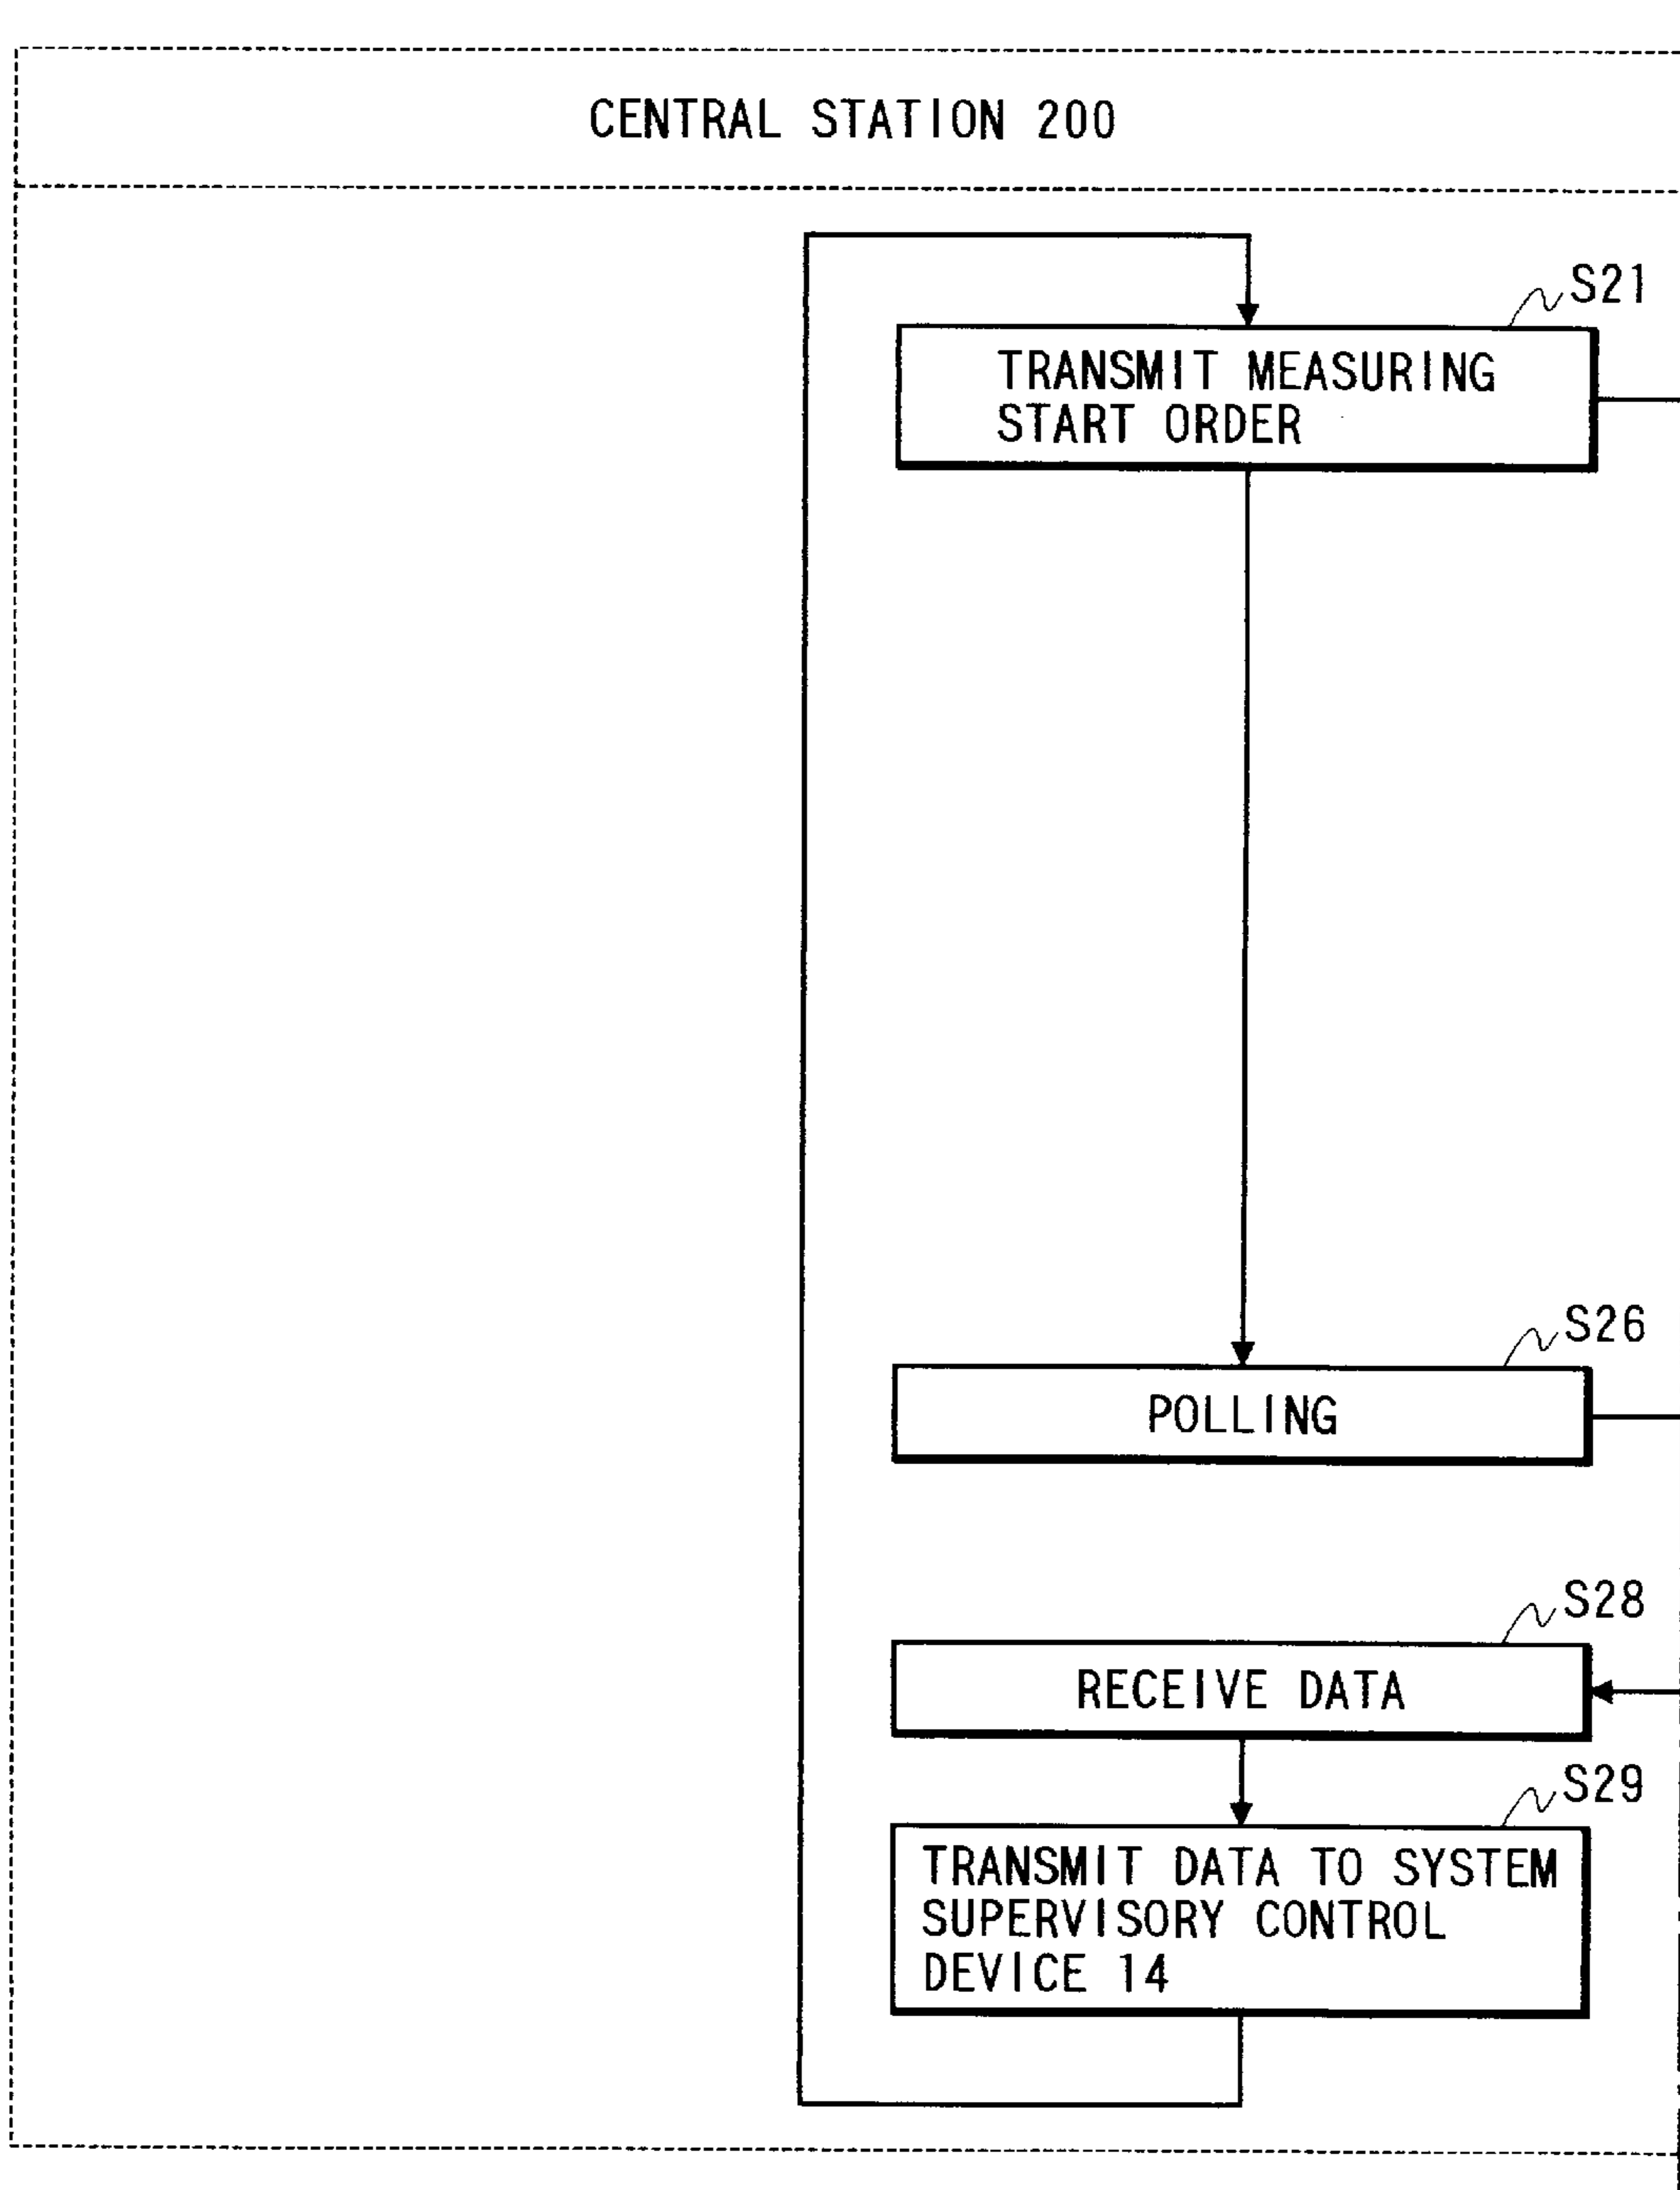 CENTRAL STATION 200
S21
TRANSMIT MEASURING
START ORDER
S26
POLLING
S28
RECEIVE DATA
S29
TRANSMIT DATA TO SYSTEM
SUPERVISORY CONTROL
DEVICE 14